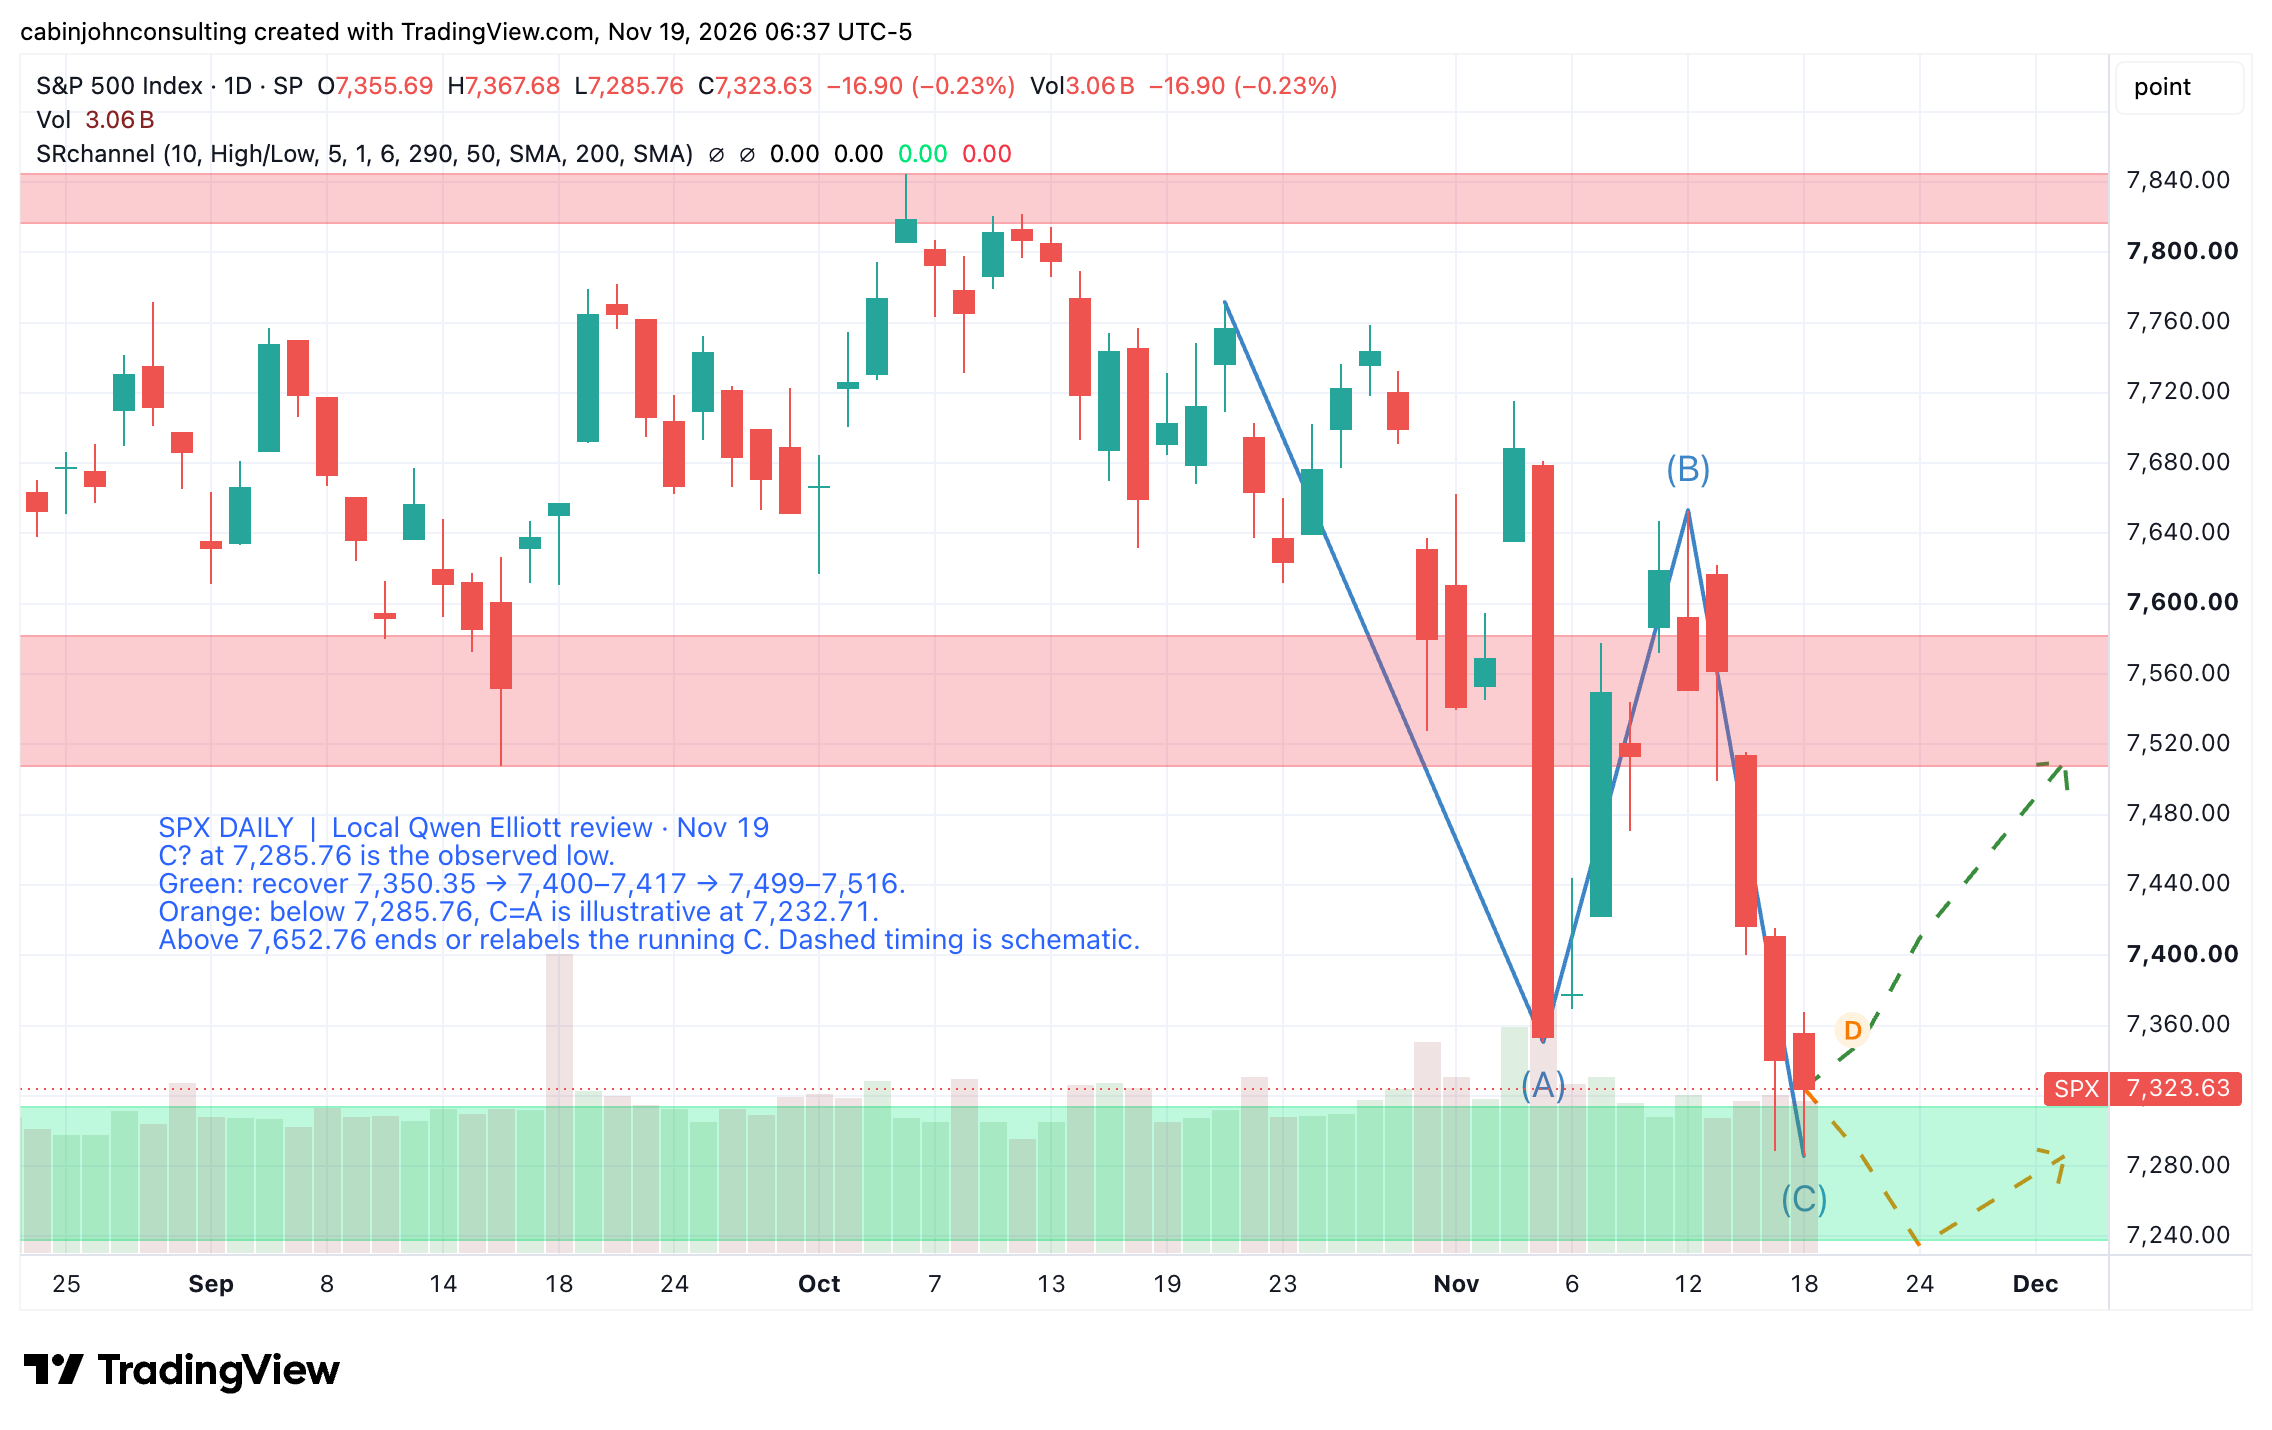 cabinjohnconsulting created with TradingView.com, Nov 19, 2026 06:37 UTC-5
S&P 500 Index · 1D · SP O7,355.69 H7,367.68 L7,285.76 C7,323.63 −16.90 (−0.23%) Vol3.06 B −16.90 (−0.23%)
point
Vol 3.06 B
SRchannel (10, High/Low, 5, 1, 6, 290, 50, SMA, 200, SMA) ∅ ∅ 0.00 0.00 0.00 0.00
7,840.00
7,800.00
7,760.00
7,720.00
7,680.00
(B)
7,640.00
7,600.00
7,560.00
7,520.00
7,480.00
SPX DAILY | Local Qwen Elliott review · Nov 19
C? at 7,285.76 is the observed low.
Green: recover 7,350.35 → 7,400–7,417 → 7,499–7,516.
Orange: below 7,285.76, C=A is illustrative at 7,232.71.
Above 7,652.76 ends or relabels the running C. Dashed timing is schematic.
7,440.00
7,400.00
7,360.00
D
(A)
SPX 7,323.63
7,280.00
(C)
7,240.00
25 Sep 8 14 18 24 Oct 7 13 19 23 Nov 6 12 18 24 Dec
TradingView